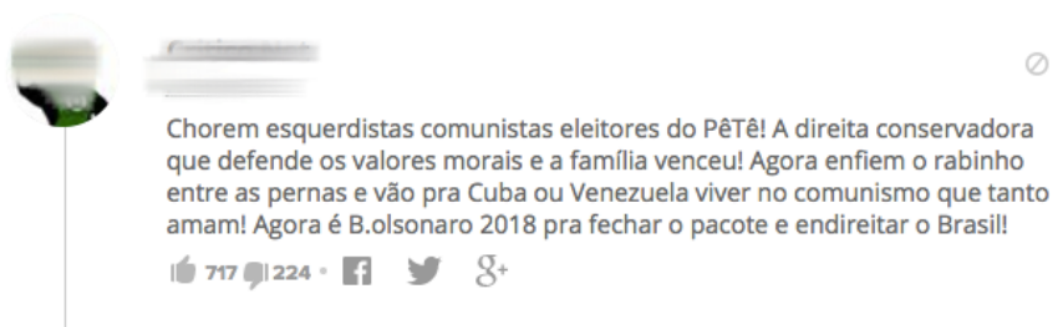 Chorem esquerdistas comunistas eleitores do PêTê! A direita conservadora
que defende os valores morais e a família venceu! Agora enfiem o rabinho
entre as pernas e vão pra Cuba ou Venezuela viver no comunismo que tanto
amam! Agora é B.olsonaro 2018 pra fechar o pacote e endireitar o Brasil!
717 224